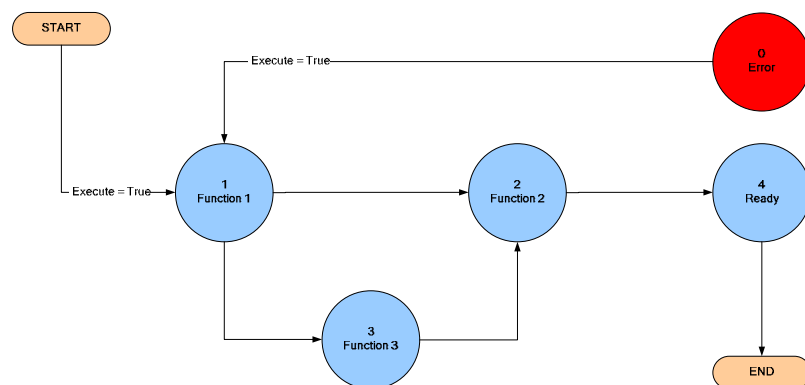 START
0
Error
Execute = True
1
Function 1
2
Function 2
4
Ready
Execute = True
3
Function 3
END